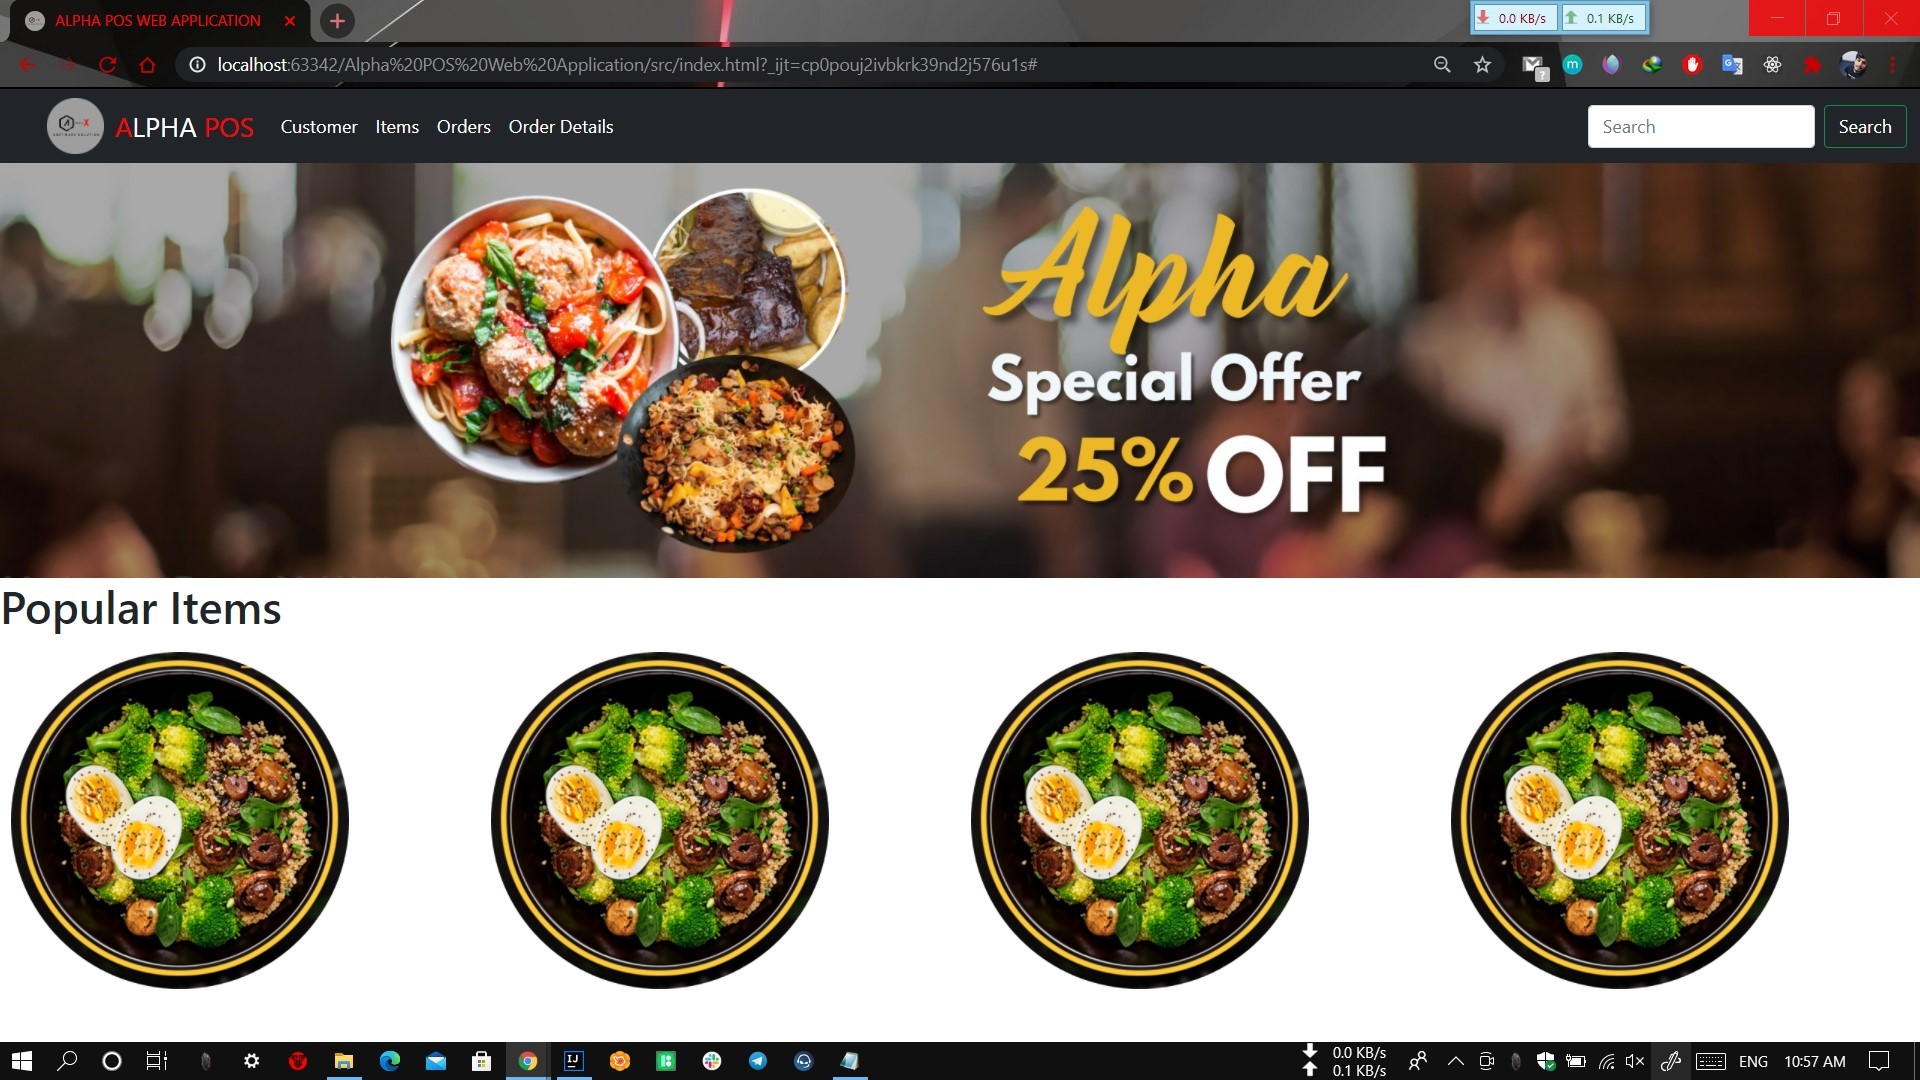 ALPHA POS WEB APPLICATION
0.0 KB/s
0.1 KB/s
localhost:63342/Alpha%20POS%20Web%20Application/src/index.html?_ijt=cp0pouj2ivbkrk39nd2j576u1s#
ALPHA POS
Customer
Items
Orders
Order Details
Search
Search
Alpha
Special Offer
25% OFF
Popular Items
0.0 KB/s
0.1 KB/s
ENG
10:57 AM